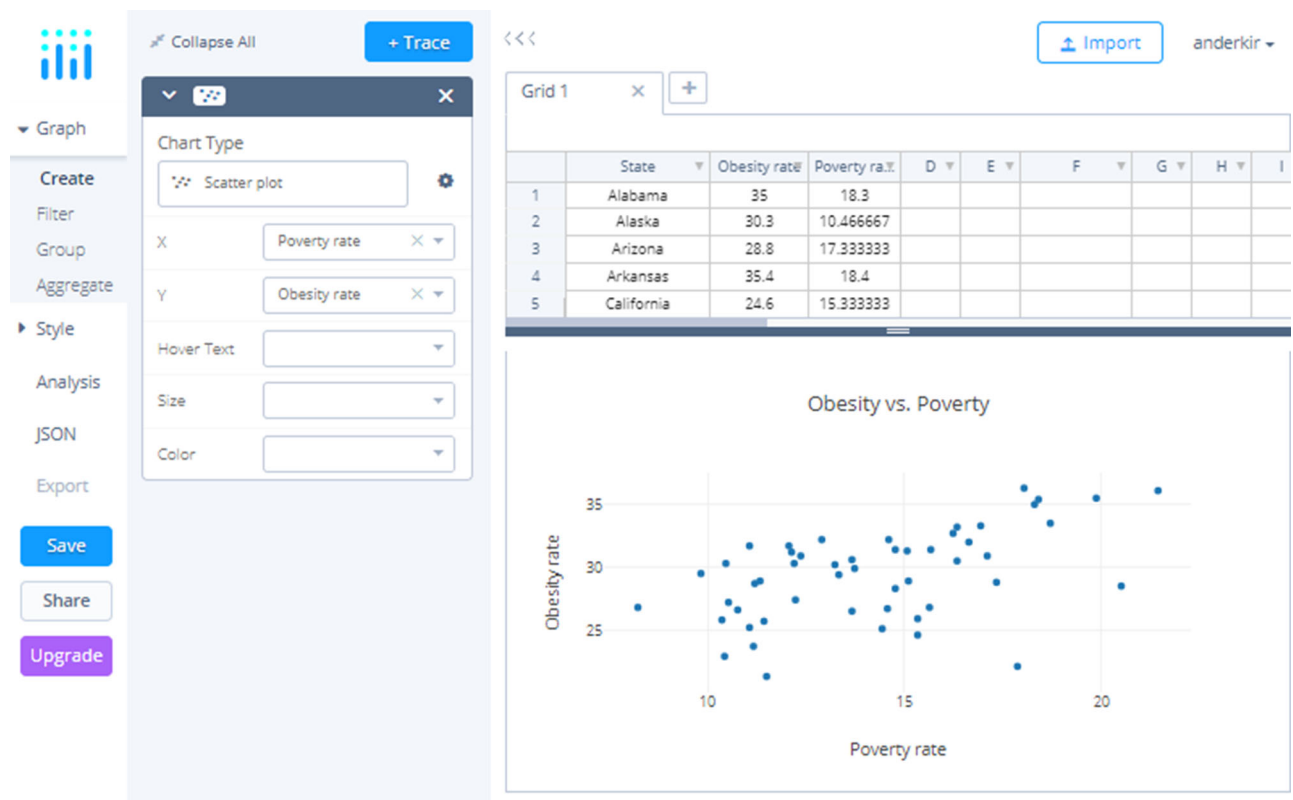 Graph
Create
Filter
Group
Aggregate
Style
Analysis
JSON
Export
Save
Share
Upgrade
Collapse All
+ Trace
Chart Type
Scatter plot
X Poverty rate
Y Obesity rate
Hover Text
Size
Color
Import anderkir
Grid 1
State Obesity rate Poverty ra... D E F G H I
1 Alabama 35 18.3
2 Alaska 30.3 10.466667
3 Arizona 28.8 17.333333
4 Arkansas 35.4 18.4
5 California 24.6 15.333333
Obesity vs. Poverty
Obesity rate
35
30
25
10 15 20
Poverty rate